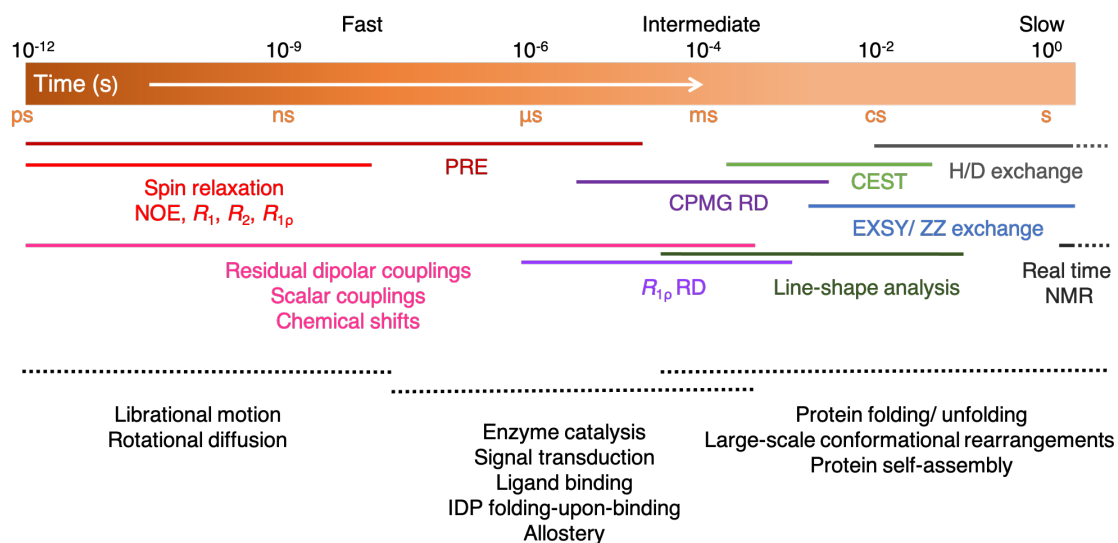 Fast Intermediate Slow
10⁻¹² 10⁻⁹ 10⁻⁶ 10⁻⁴ 10⁻² 10⁰
Time (s)
ps ns μs ms cs s
PRE
H/D exchange
CEST
Spin relaxation
NOE, R₁, R₂, R₁ρ
CPMG RD
EXSY/ ZZ exchange
Residual dipolar couplings
Scalar couplings
Chemical shifts
R₁ρ RD
Line-shape analysis
Real time
NMR
Librational motion
Rotational diffusion
Enzyme catalysis
Signal transduction
Ligand binding
IDP folding-upon-binding
Allostery
Protein folding/ unfolding
Large-scale conformational rearrangements
Protein self-assembly